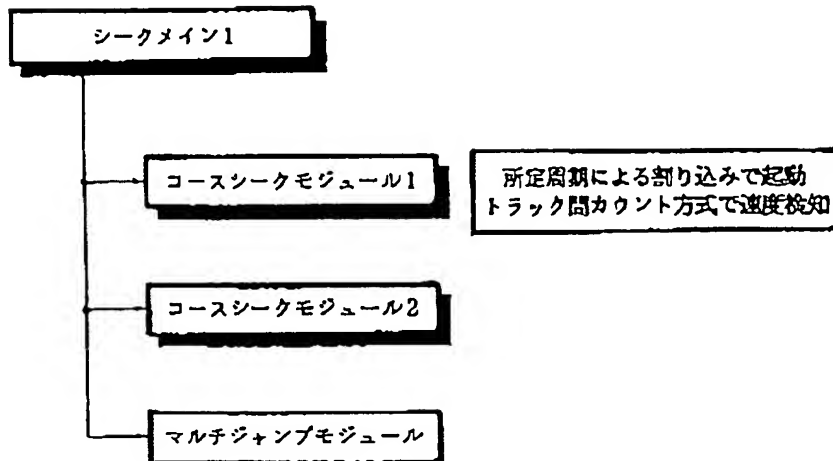 シークメイン1
コースシークモジュール1
所定周期による割り込みで起動
トラック間カウント方式で速度検知
コースシークモジュール2
マルチジャンプモジュール